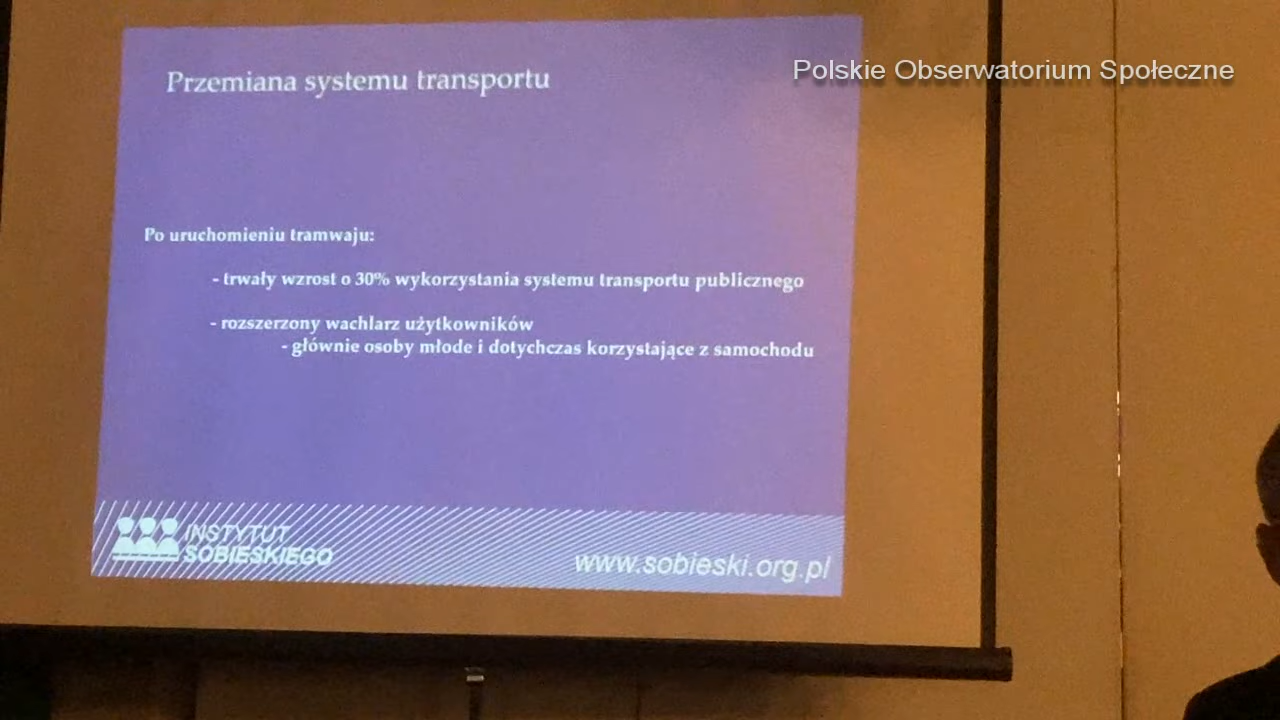 Polskie Obserwatorium Społeczne
Przemiana systemu transportu
Po uruchomieniu tramwaju:
- trwały wzrost o 30% wykorzystania systemu transportu publicznego
- rozszerzony wachlarz użytkowników
- głównie osoby młode i dotychczas korzystające z samochodu
INSTYTUT
SOBIESKIEGO
www.sobieski.org.pl